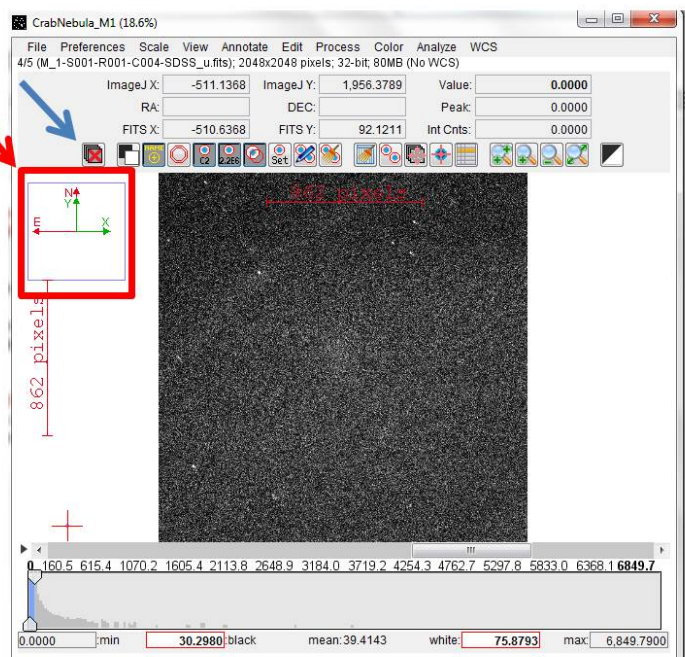 CrabNebula_M1 (18.6%)
File Preferences Scale View Annotate Edit Process Color Analyze WCS
4/5 (M_1-S001-R001-C004-SDSS_u.fits); 2048x2048 pixels; 32-bit; 80MB (No WCS)
ImageJ X: -511.1368 ImageJ Y: 1,956.3789 Value: 0.0000
RA: DEC: Peak: 0.0000
FITS X: -510.6368 FITS Y: 92.1211 Int Cnts: 0.0000
C2 2.2E6 Set
862 pixels
N
Y
E X
862 pixels
0 160.5 615.4 1070.2 1605.4 2113.8 2648.9 3184.0 3719.2 4254.3 4762.7 5297.8 5833.0 6368.1 6849.7
0.0000 :min 30.2980 :black mean:39.4143 white: 75.8793 max: 6,849.7900